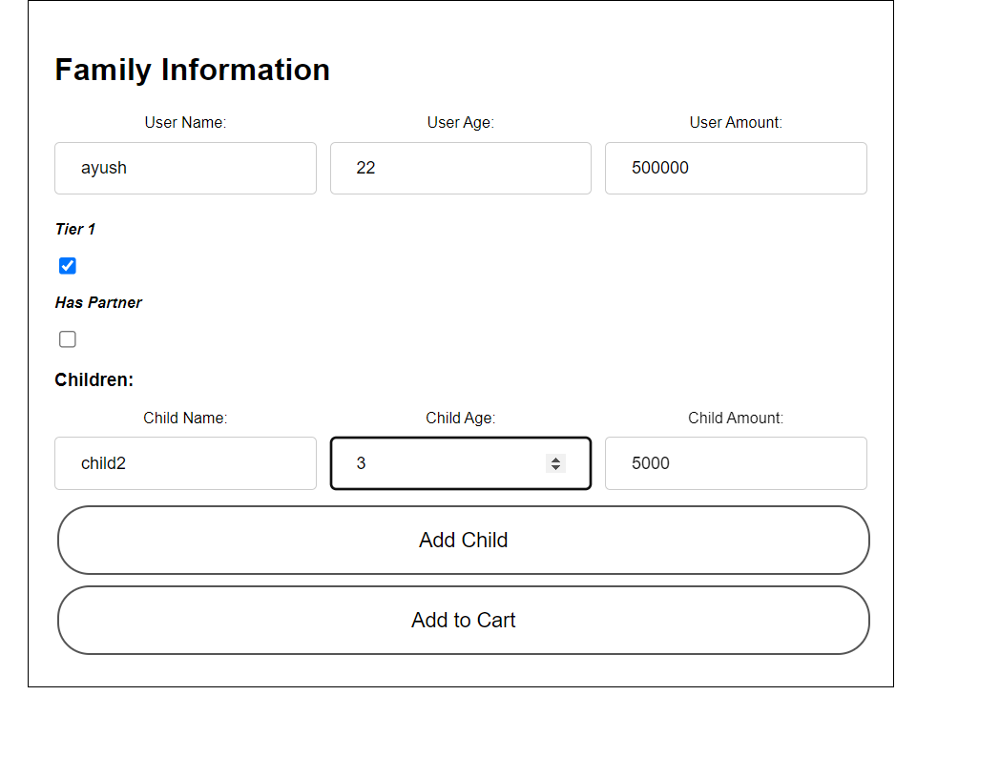 Family Information
User Name: User Age: User Amount:
ayush 22 500000
Tier 1
Has Partner
Children:
Child Name: Child Age: Child Amount:
child2 3 5000
Add Child
Add to Cart